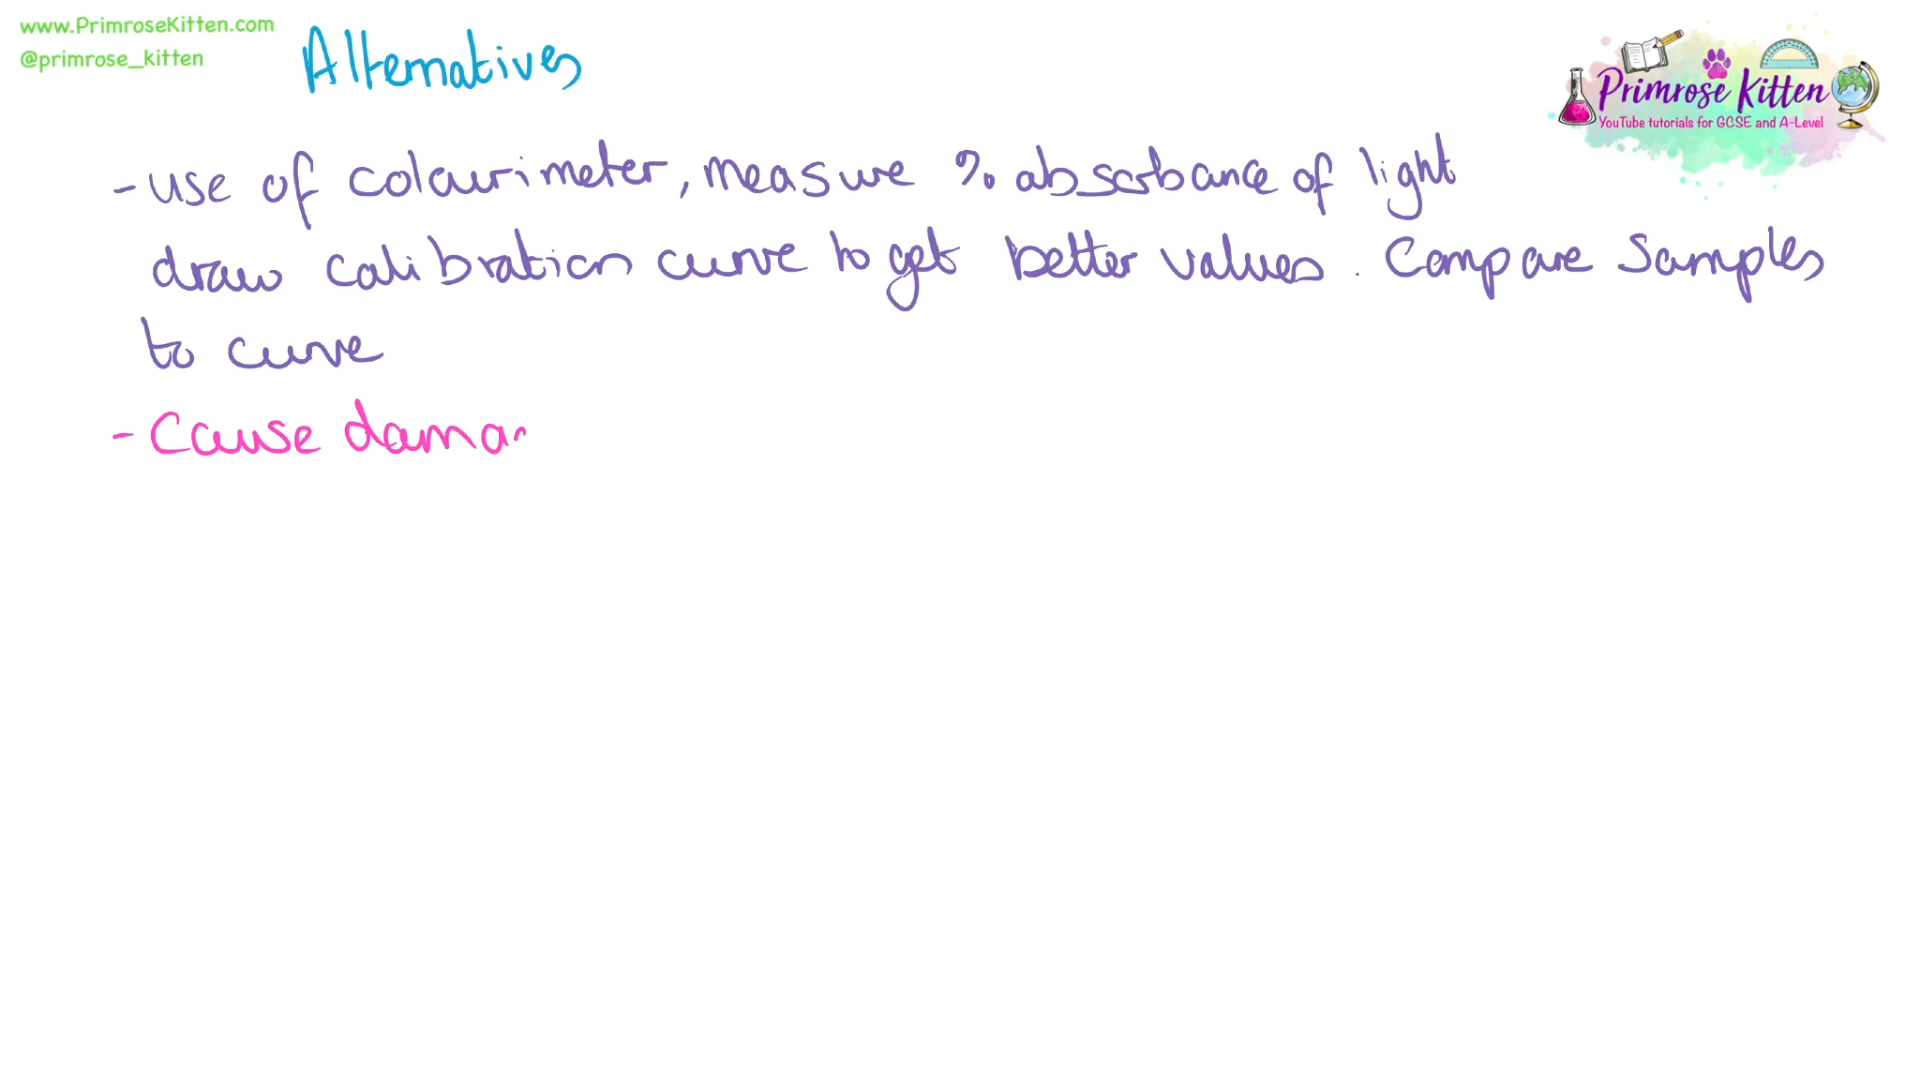 www.PrimroseKitten.com
@primrose_kitten
Alternatives
Primrose Kitten
YouTube tutorials for GCSE and A-Level
- use of colourimeter, measure % absorbance of light
draw calibration curve to get better values. Compare samples
to curve
- Cause dama